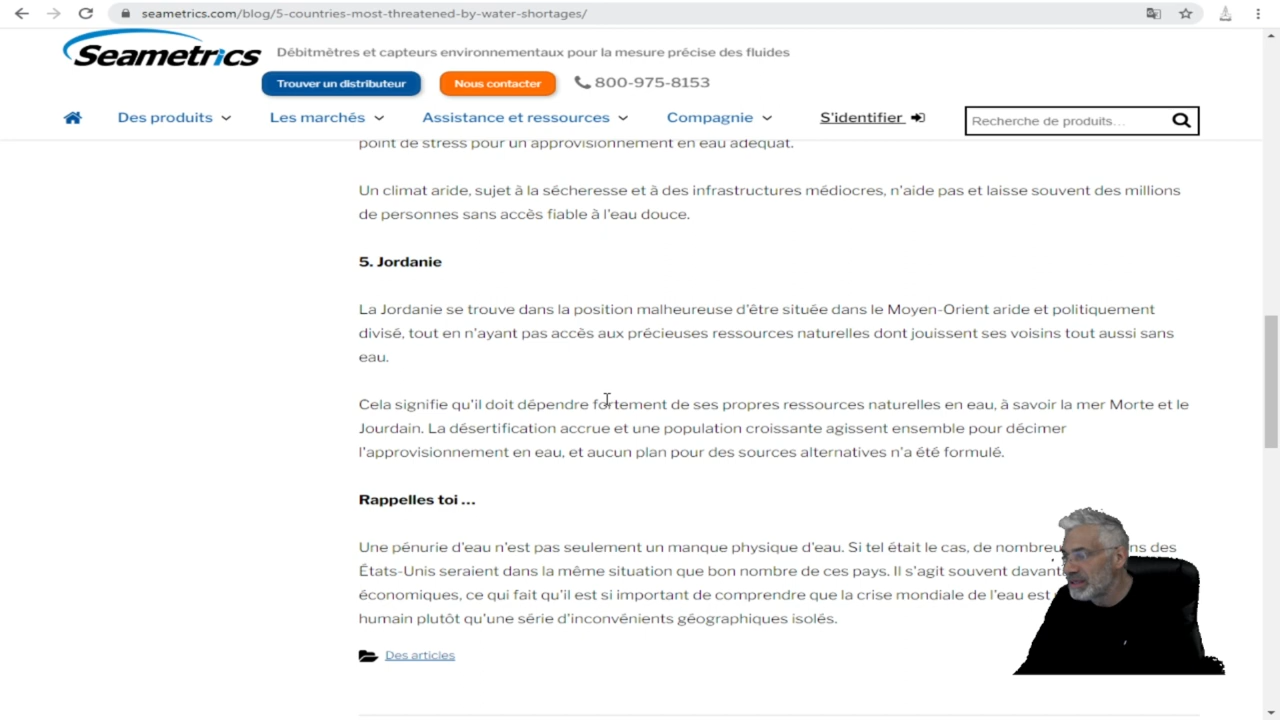 seametrics.com/blog/5-countries-most-threatened-by-water-shortages/
Seametrics
Débitmètres et capteurs environnementaux pour la mesure précise des fluides
Trouver un distributeur
Nous contacter
800-975-8153
Des produits
Les marchés
Assistance et ressources
Compagnie
S'identifier
Recherche de produits...
point de stress pour un approvisionnement en eau adéquat.
Un climat aride, sujet à la sécheresse et à des infrastructures médiocres, n'aide pas et laisse souvent des millions
de personnes sans accès fiable à l'eau douce.
5. Jordanie
La Jordanie se trouve dans la position malheureuse d'être située dans le Moyen-Orient aride et politiquement
divisé, tout en n'ayant pas accès aux précieuses ressources naturelles dont jouissent ses voisins tout aussi sans
eau.
Cela signifie qu'il doit dépendre fortement de ses propres ressources naturelles en eau, à savoir la mer Morte et le
Jourdain. La désertification accrue et une population croissante agissent ensemble pour décimer
l'approvisionnement en eau, et aucun plan pour des sources alternatives n'a été formulé.
Rappelles toi ...
Une pénurie d'eau n'est pas seulement un manque physique d'eau. Si tel était le cas, de des
États-Unis seraient dans la même situation que bon nombre de ces pays. Il s'agit souvent
économiques, ce qui fait qu'il est si important de comprendre que la crise mondiale de l'eau est
humain plutôt qu'une série d'inconvénients géographiques isolés.
Des articles